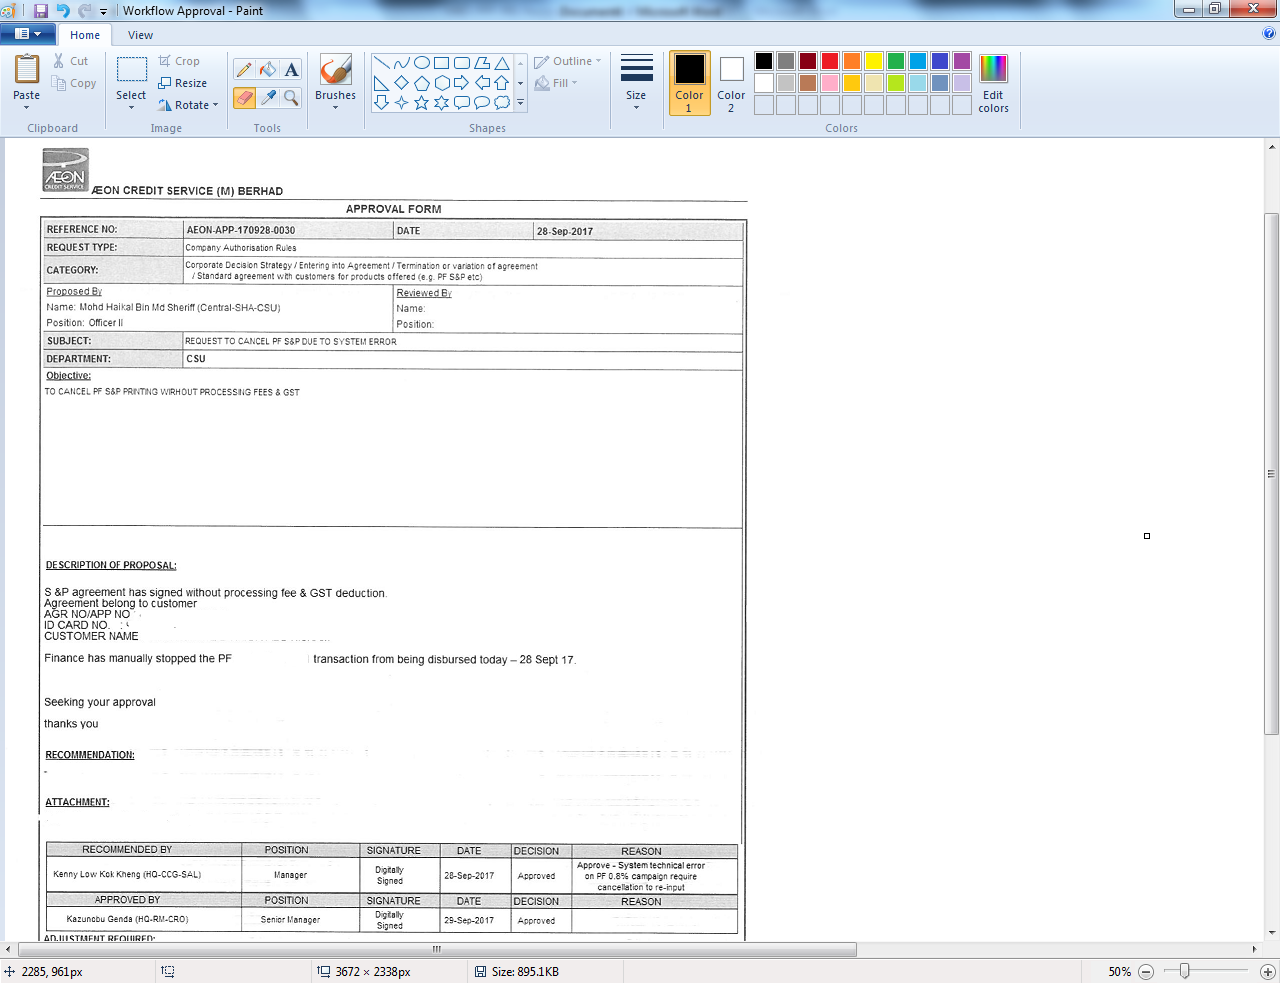 Workflow Approval - Paint
Home View
Paste Cut Copy
Clipboard
Select Crop Resize Rotate
Image
Tools
Brushes
Shapes
Outline Fill
Size
Color 1 Color 2
Edit colors
Colors
ÆON
CREDIT SERVICE
ÆON CREDIT SERVICE (M) BERHAD
APPROVAL FORM
REFERENCE NO: AEON-APP-170928-0030 DATE 28-Sep-2017
REQUEST TYPE: Company Authorisation Rules
CATEGORY: Corporate Decision Strategy / Entering into Agreement / Termination or variation of agreement
/ Standard agreement with customers for products offered (e.g. PF S&P etc)
Proposed By Reviewed By
Name: Mohd Haikal Bin Md Sheriff (Central-SHA-CSU) Name:
Position: Officer II Position:
SUBJECT: REQUEST TO CANCEL PF S&P DUE TO SYSTEM ERROR
DEPARTMENT: CSU
Objective:
TO CANCEL PF S&P PRINTING WIRHOUT PROCESSING FEES & GST
DESCRIPTION OF PROPOSAL:
S &P agreement has signed without processing fee & GST deduction.
Agreement belong to customer
AGR NO/APP NO
ID CARD NO. :
CUSTOMER NAME
Finance has manually stopped the PF transaction from being disbursed today – 28 Sept 17.
Seeking your approval
thanks you
RECOMMENDATION:
-
ATTACHMENT:
RECOMMENDED BY POSITION SIGNATURE DATE DECISION REASON
Kenny Low Kok Kheng (HQ-CCG-SAL) Manager Digitally Signed 28-Sep-2017 Approved Approve - System technical error on PF 0.8% campaign require cancellation to re-input
APPROVED BY POSITION SIGNATURE DATE DECISION REASON
Kazunobu Genda (HQ-RM-CRO) Senior Manager Digitally Signed 29-Sep-2017 Approved
ADJUSTMENT REQUIRED:
2285, 961px 3672 × 2338px Size: 895.1KB 50%